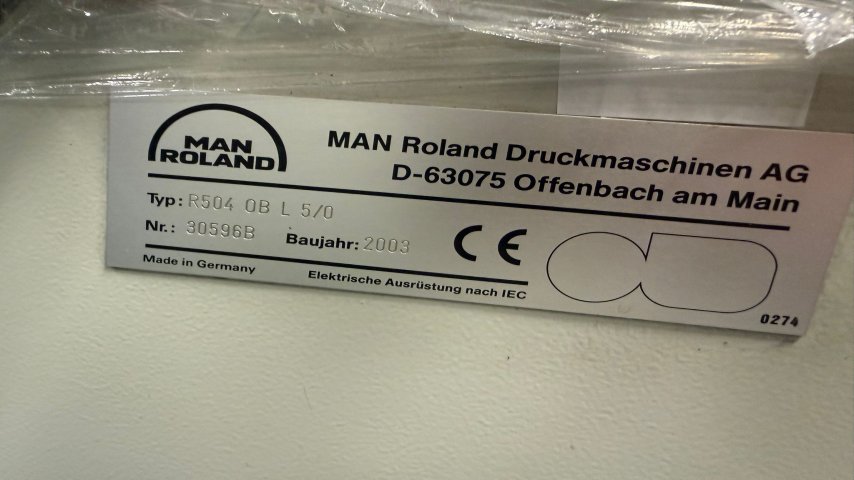 MAN
ROLAND
MAN Roland Druckmaschinen AG
D-63075 Offenbach am Main
Typ: R504 OB L 5/0
Nr.: 30596B
Baujahr: 2003
CE
Made in Germany
Elektrische Ausrüstung nach IEC
0274